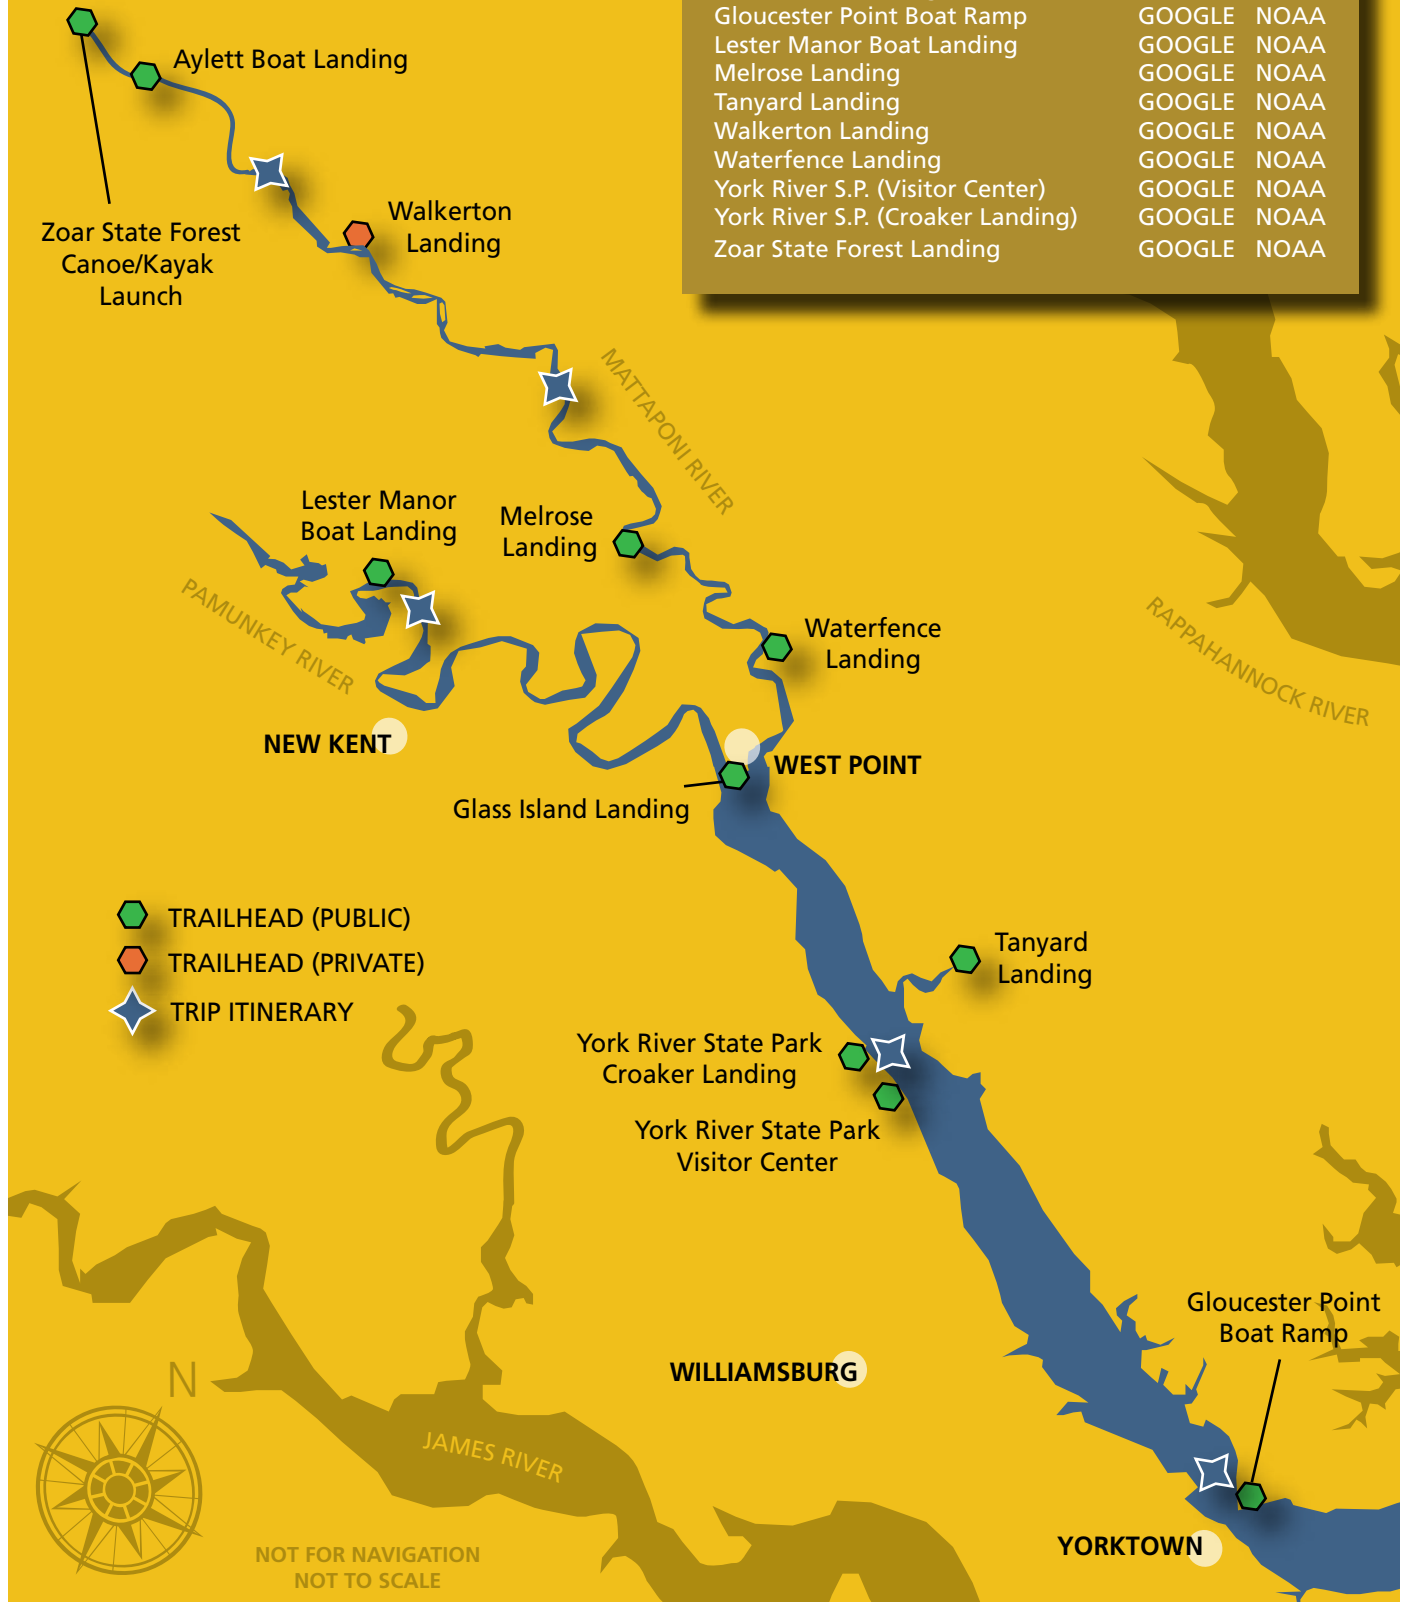 Gloucester Point Boat Ramp GOOGLE NOAA
Lester Manor Boat Landing GOOGLE NOAA
Melrose Landing GOOGLE NOAA
Tanyard Landing GOOGLE NOAA
Walkerton Landing GOOGLE NOAA
Waterfence Landing GOOGLE NOAA
York River S.P. (Visitor Center) GOOGLE NOAA
York River S.P. (Croaker Landing) GOOGLE NOAA
Zoar State Forest Landing GOOGLE NOAA
Aylett Boat Landing
Zoar State Forest
Canoe/Kayak
Launch
Walkerton
Landing
MATTAPONI RIVER
Lester Manor
Boat Landing
Melrose
Landing
PAMUNKEY RIVER
RAPPAHANNOCK RIVER
Waterfence
Landing
NEW KENT
WEST POINT
Glass Island Landing
TRAILHEAD (PUBLIC)
TRAILHEAD (PRIVATE)
TRIP ITINERARY
Tanyard
Landing
York River State Park
Croaker Landing
York River State Park
Visitor Center
Gloucester Point
Boat Ramp
WILLIAMSBURG
N
JAMES RIVER
YORKTOWN
NOT FOR NAVIGATION
NOT TO SCALE